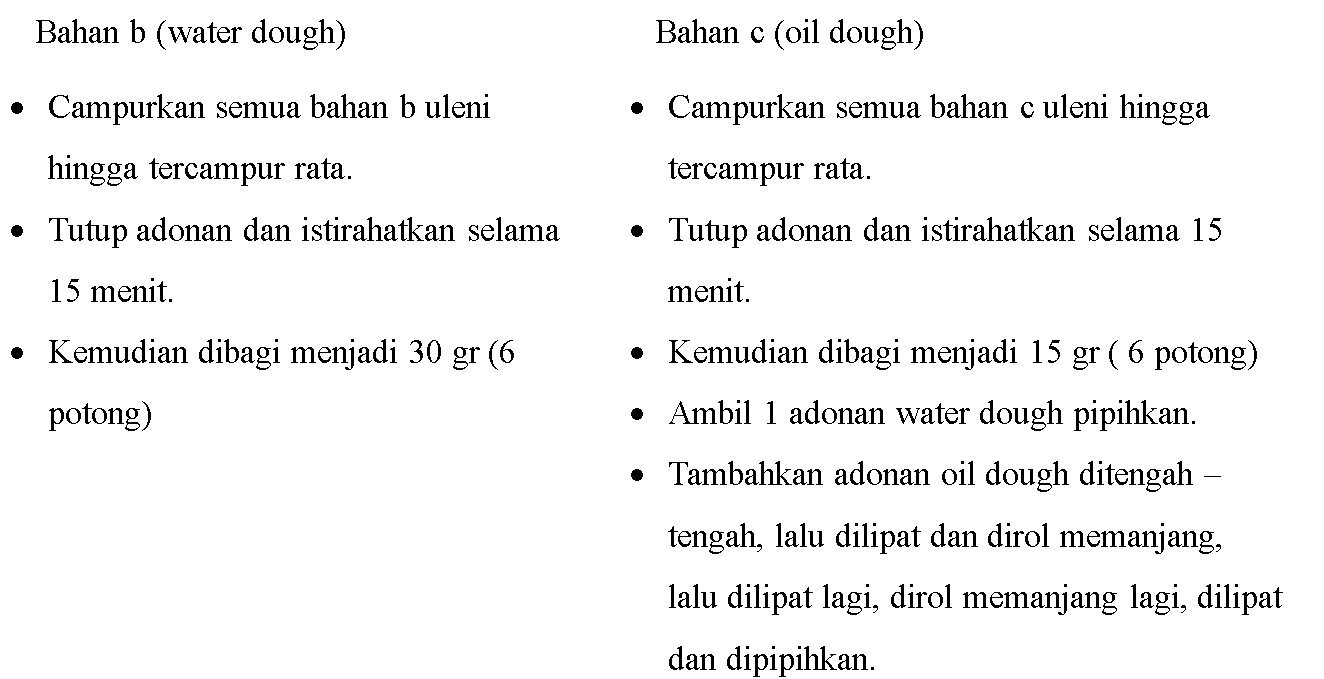 Bahan b (water dough)
• Campurkan semua bahan b uleni
hingga tercampur rata.
• Tutup adonan dan istirahatkan selama
15 menit.
• Kemudian dibagi menjadi 30 gr (6
potong)
Bahan c (oil dough)
• Campurkan semua bahan c uleni hingga
tercampur rata.
• Tutup adonan dan istirahatkan selama 15
menit.
• Kemudian dibagi menjadi 15 gr ( 6 potong)
• Ambil 1 adonan water dough pipihkan.
• Tambahkan adonan oil dough ditengah –
tengah, lalu dilipat dan dirol memanjang,
lalu dilipat lagi, dirol memanjang lagi, dilipat
dan dipipihkan.